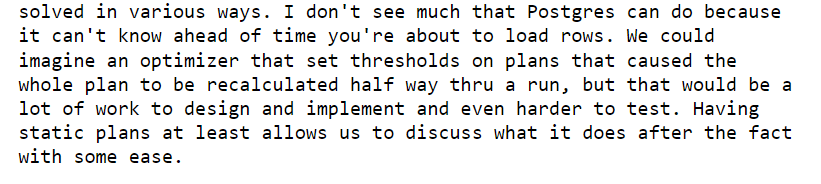 solved in various ways. I don't see much that Postgres can do because
it can't know ahead of time you're about to load rows. We could
imagine an optimizer that set thresholds on plans that caused the
whole plan to be recalculated half way thru a run, but that would be a
lot of work to design and implement and even harder to test. Having
static plans at least allows us to discuss what it does after the fact
with some ease.